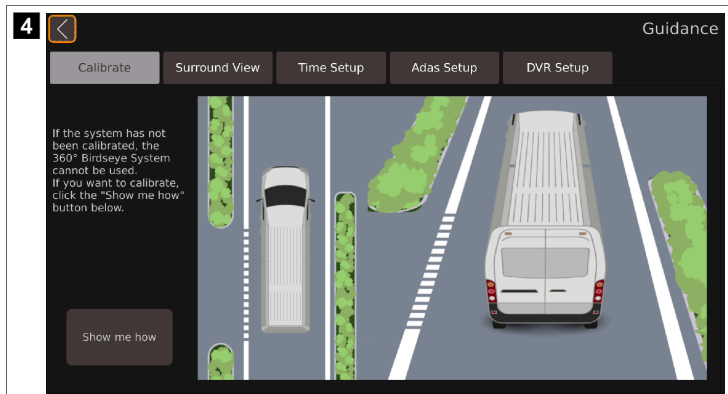 4
Guidance
Calibrate
Surround View
Time Setup
Adas Setup
DVR Setup
If the system has not
been calibrated, the
360° Birdseye System
cannot be used.
If you want to calibrate,
click the "Show me how"
button below.
Show me how